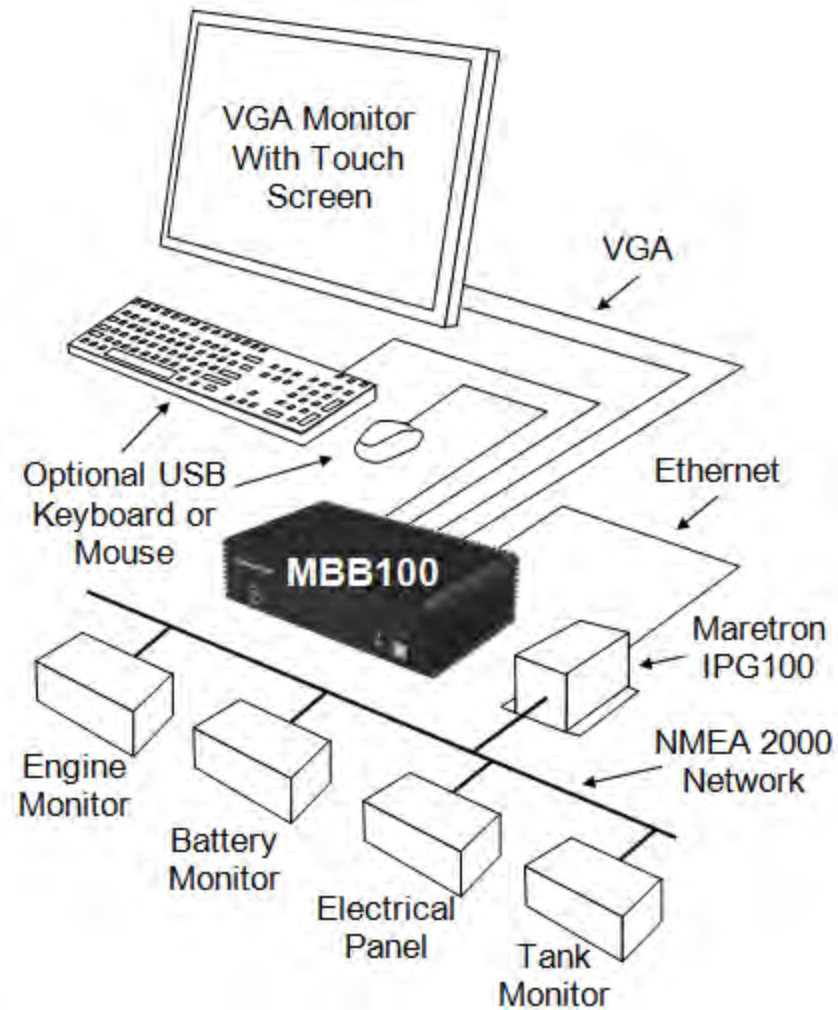 VGA Monitor
With Touch
Screen
VGA
Optional USB
Keyboard or
Mouse
Ethernet
MBB100
Maretron
IPG100
NMEA 2000
Network
Engine
Monitor
Battery
Monitor
Electrical
Panel
Tank
Monitor